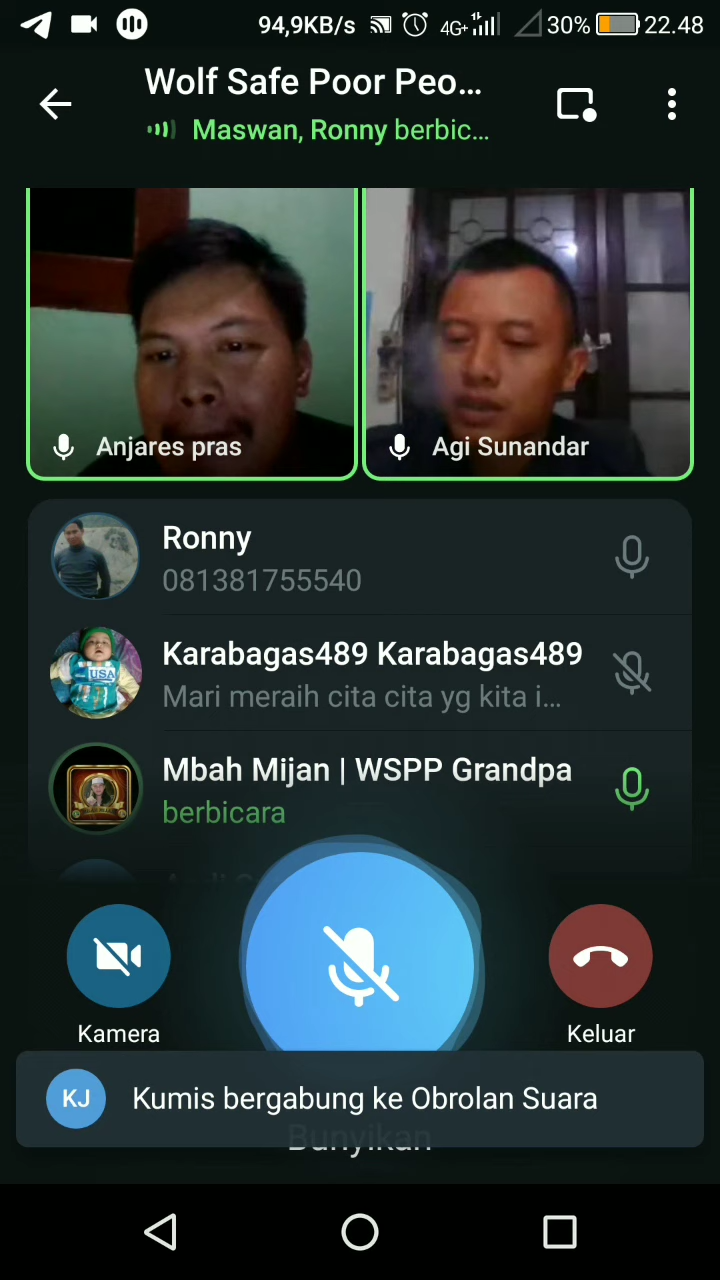 94,9KB/s 4G+ 30% 22.48
Wolf Safe Poor Peo...
Maswan, Ronny berbic...
Anjares pras
Agi Sunandar
Ronny
081381755540
Karabagas489 Karabagas489
USA
Mari meraih cita cita yg kita i...
Mbah Mijan | WSPP Grandpa
berbicara
Kamera
Keluar
KJ
Kumis bergabung ke Obrolan Suara
Bunyikan